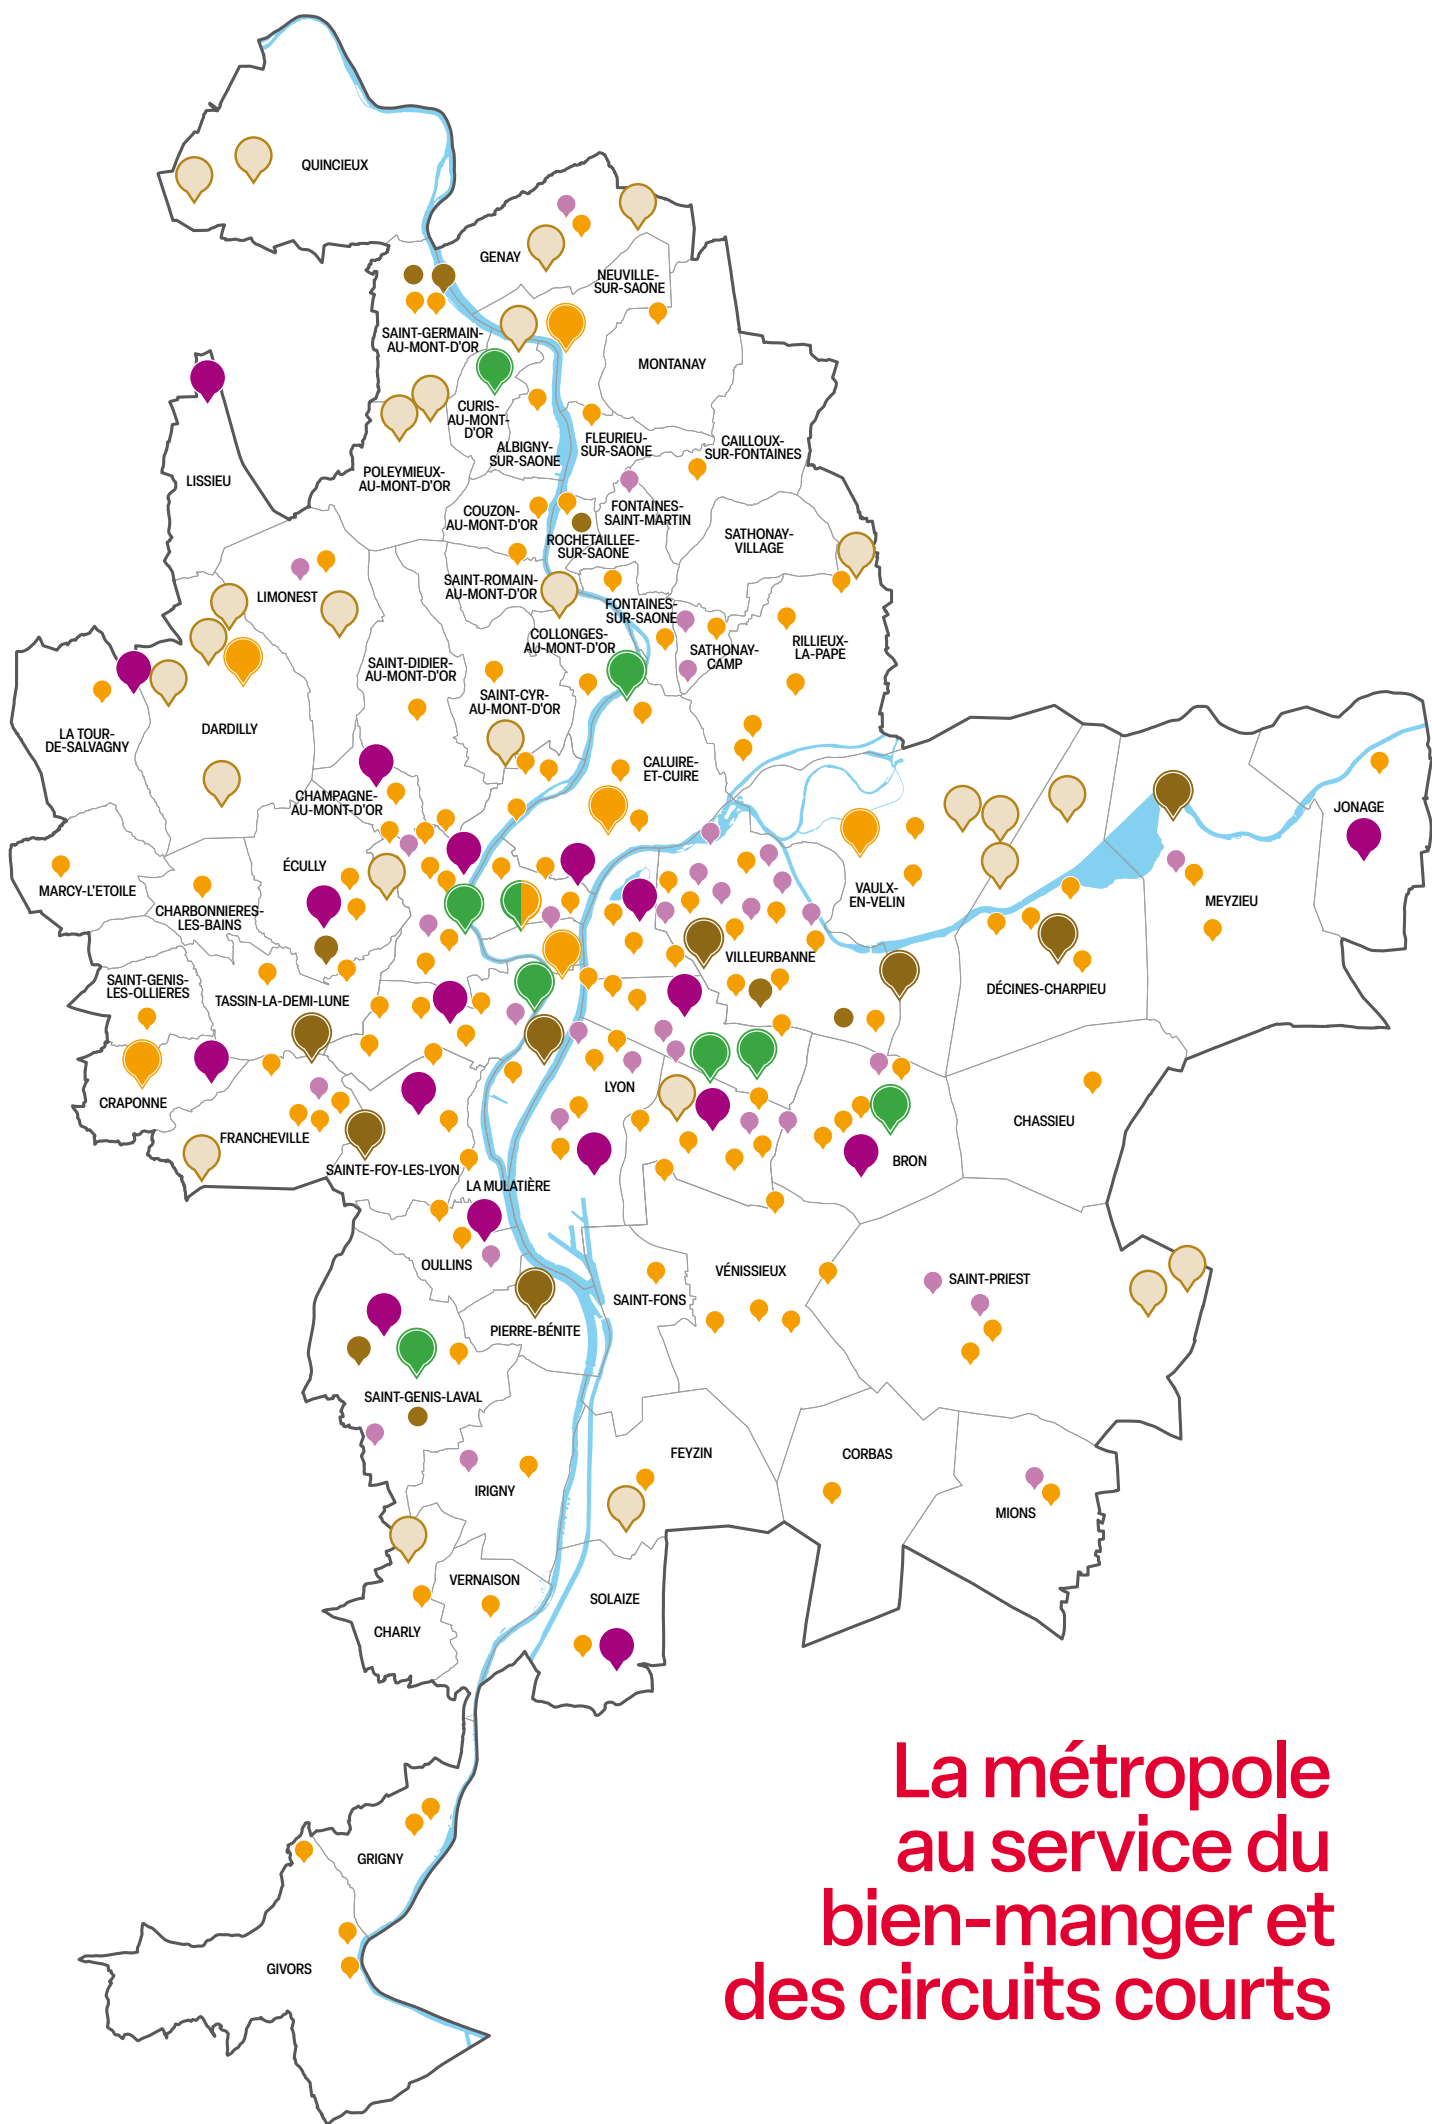 QUINCIEUX
GENAY
NEUVILLE-
SUR-SAONE
SAINT-GERMAIN-
AU-MONT-D'OR
MONTANAY
CURIS-
AU-MONT-
D'OR
ALBIGNY-
SUR-SAONE
FLEURIEU-
SUR-SAONE
CAILLOUX-
SUR-FONTAINES
LISSIEU
POLEYMIEUX-
AU-MONT-D'OR
COUZON-
AU-MONT-D'OR
FONTAINES-
SAINT-MARTIN
ROCHETAILLEE-
SUR-SAONE
SATHONAY-
VILLAGE
LIMONEST
SAINT-ROMAIN-
AU-MONT-D'OR
FONTAINES-
SUR-SAONE
COLLONGES-
AU-MONT-D'OR
SATHONAY-
CAMP
RILLIEUX-
LA-PAPE
SAINT-DIDIER-
AU-MONT-D'OR
SAINT-CYR-
AU-MONT-D'OR
LA TOUR-
DE-SALVAGNY
DARDILLY
CALUIRE-
ET-CUIRE
CHAMPAGNE-
AU-MONT-D'OR
JONAGE
MARCY-L'ETOILE
ÉCULLY
CHARBONNIERES-
LES-BAINS
VAULX-
EN-VELIN
MEYZIEU
VILLEURBANNE
SAINT-GENIS-
LES-OLLIERES
TASSIN-LA-DEMI-LUNE
DÉCINES-CHARPIEU
LYON
CRAPONNE
FRANCHEVILLE
CHASSIEU
SAINTE-FOY-LES-LYON
BRON
LA MULATIÈRE
OULLINS
VÉNISSIEUX
SAINT-PRIEST
SAINT-FONS
PIERRE-BÉNITE
SAINT-GENIS-LAVAL
FEYZIN
CORBAS
IRIGNY
MIONS
VERNAISON
SOLAIZE
CHARLY
La métropole
au service du
bien-manger et
des circuits courts
GRIGNY
GIVORS